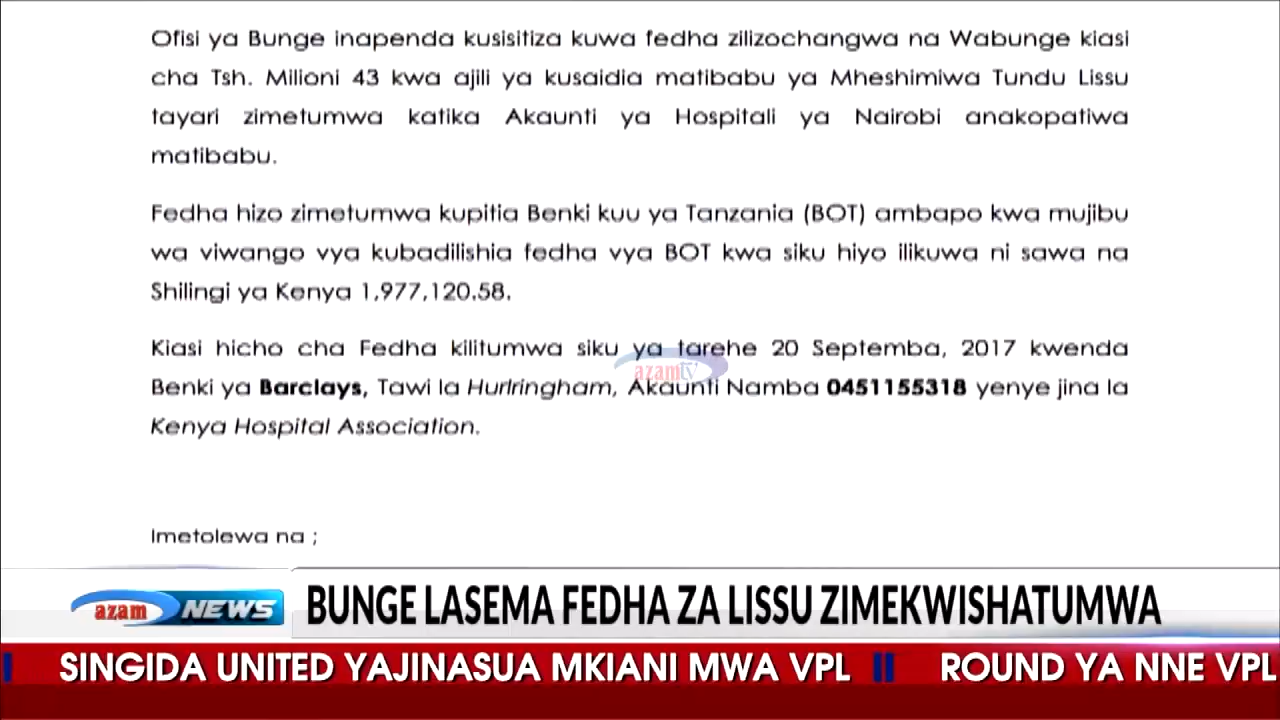 Ofisi ya Bunge inapenda kusisitiza kuwa fedha zilizochangwa na Wabunge kiasi
cha Tsh. Milioni 43 kwa ajili ya kusaidia matibabu ya Mheshimiwa Tundu Lissu
tayari zimetumwa katika Akaunti ya Hospitali ya Nairobi anakopatiwa
matibabu.
Fedha hizo zimetumwa kupitia Benki kuu ya Tanzania (BOT) ambapo kwa mujibu
wa viwango vya kubadilishia fedha vya BOT kwa siku hiyo ilikuwa ni sawa na
Shilingi ya Kenya 1,977,120.58.
Kiasi hicho cha Fedha kilitumwa siku ya tarehe 20 Septemba, 2017 kwenda
Benki ya Barclays, Tawi la Hurlringham, Akaunti Namba 0451155318 yenye jina la
Kenya Hospital Association.
azamtv
Imetolewa na ;
azam NEWS
BUNGE LASEMA FEDHA ZA LISSU ZIMEKWISHATUMWA
SINGIDA UNITED YAJINASUA MKIANI MWA VPL || ROUND YA NNE VPL